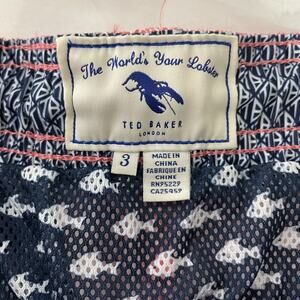 The World's Your Lobster
TED BAKER
LONDON
3
MADE IN
CHINA
FABRIQUE EN
CHINE
RN95229
CA25959